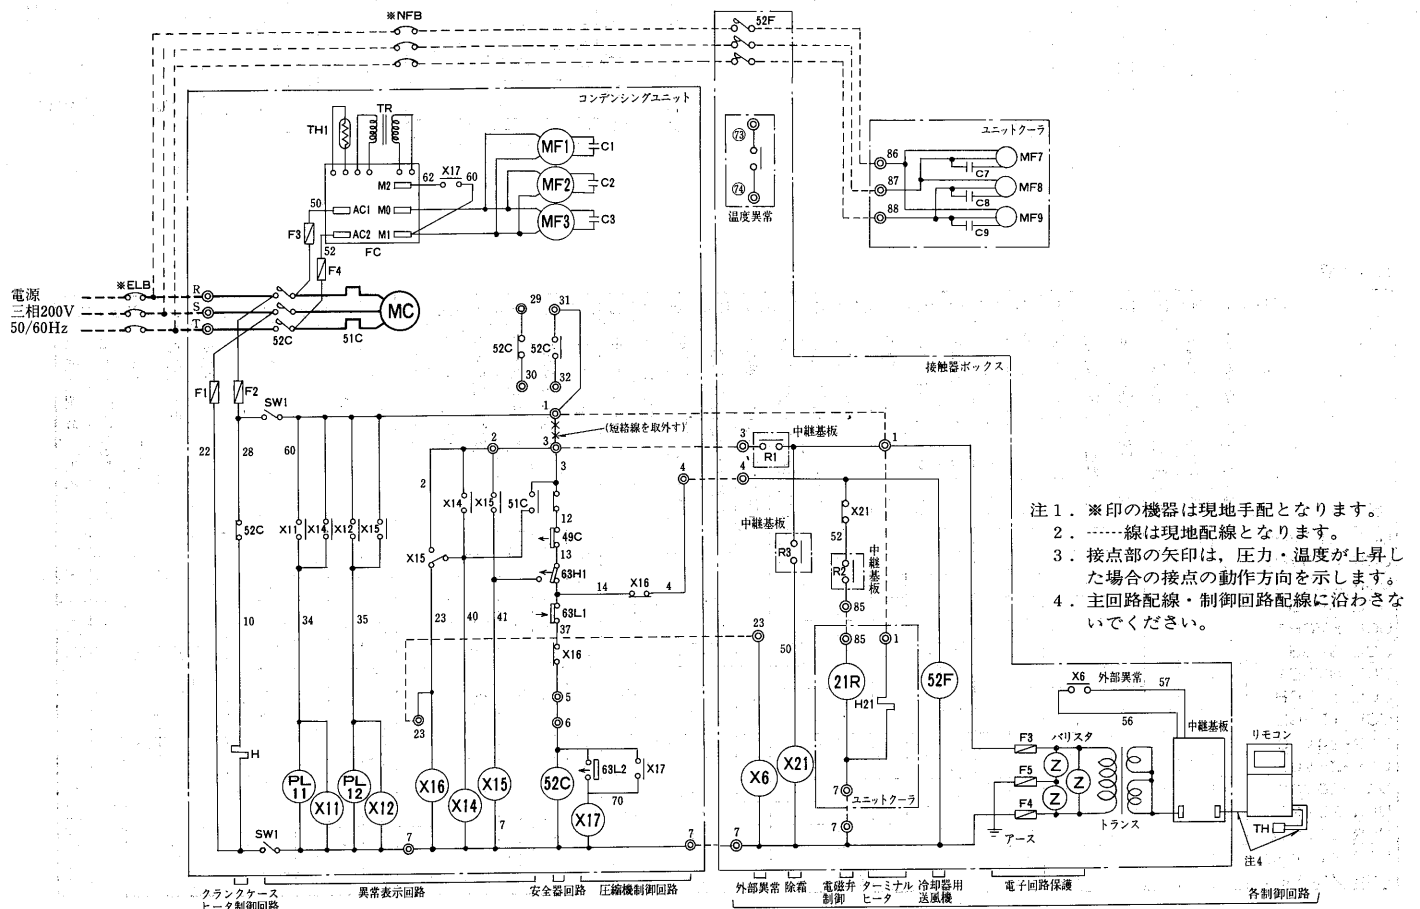 ※NFB
52F
コンデンシングユニット
TR
TH1
MF1
C1
M2
62
X17
60
MF2
C2
50
AC1
M0
MF3
C3
F3
AC2
M1
52
FC
F4
73
74
温度異常
ユニットクーラ
86
MF7
C7
87
MF8
C8
88
MF9
C9
※ELB
電源
三相200V
50/60Hz
R
S
T
MC
52C
51C
29
31
52C
52C
30
32
接触器ボックス
F1
F2
SW1
1
(短絡線を取外す)
中継基板
2
3
3
R1
1
22
28
60
2
3
4
4
X14
X15
51C
X21
52C
X11
X14
X12
X15
12
49C
52
中継基板
R3
R2
中継基板
X15
13
63H1
14
X16
4
85
10
34
35
23
40
41
63L1
37
X16
23
50
85
1
5
6
23
21R
H21
52F
H
PL
11
X11
PL
12
X12
X16
X14
X15
52C
63L2
X17
70
X17
X6
X21
7
ユニットクーラ
7
SW1
7
7
7
7
注1．※印の機器は現地手配となります。
2．-----線は現地配線となります。
3．接点部の矢印は，圧力・温度が上昇し
た場合の接点の動作方向を示します。
4．主回路配線・制御回路配線に沿わさな
いでください。
X6
外部異常
57
56
中継基板
リモコン
F3
バリスタ
F5
Z
Z
Z
F4
アース
トランス
TH
注4
クランクケース
ヒータ制御回路
異常表示回路
安全器回路
圧縮機制御回路
外部異常
除霜
電磁弁
制御
ターミナル
ヒータ
冷却器用
送風機
電子回路保護
各制御回路